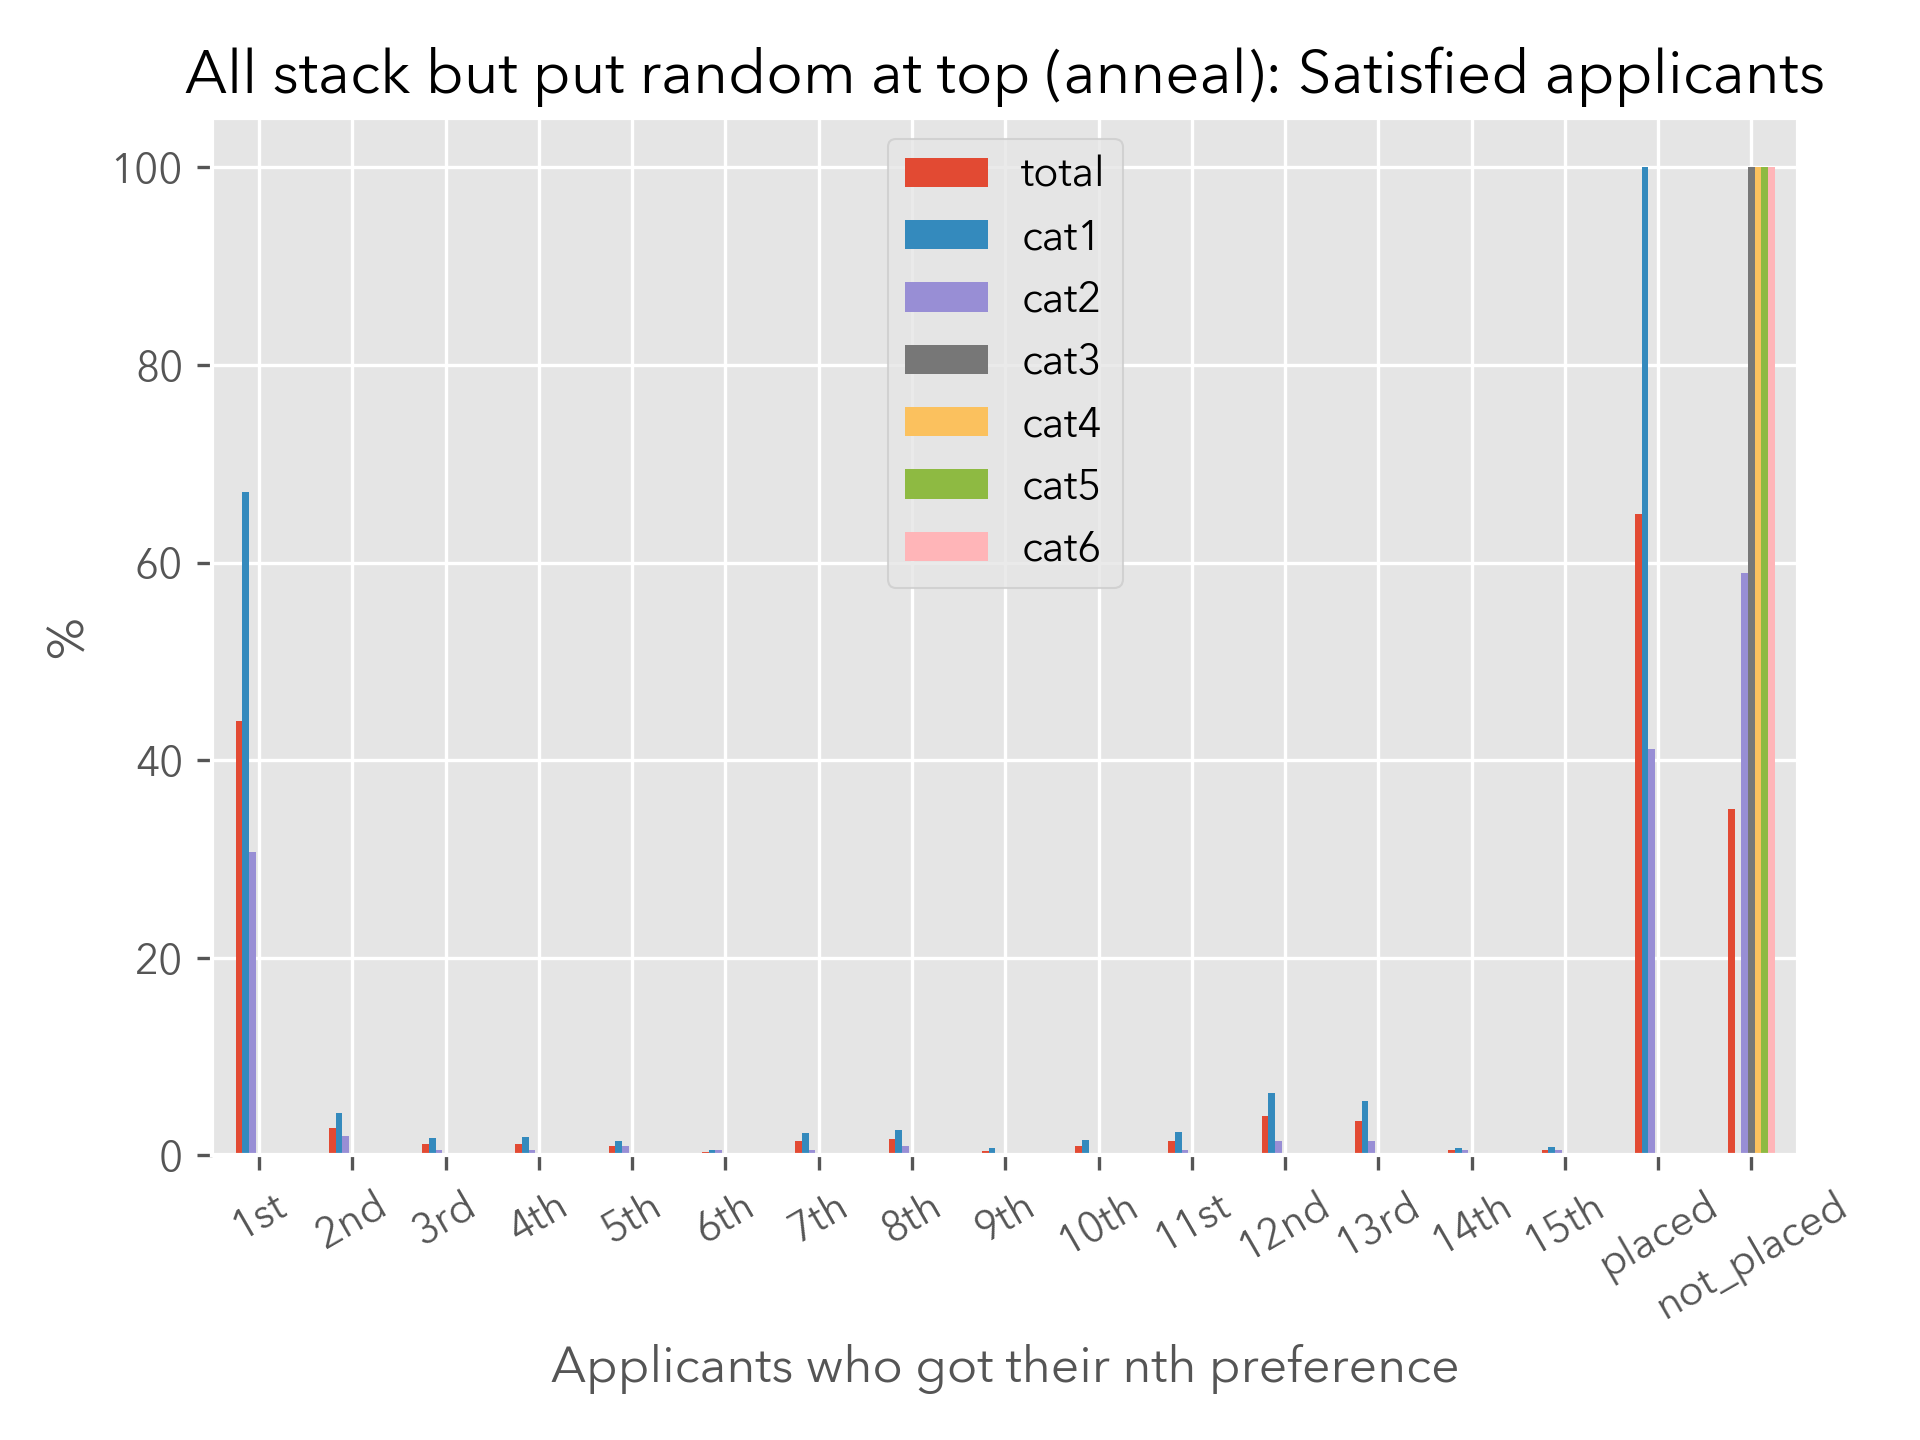 All stack but put random at top (anneal): Satisfied applicants
100
80
60
40
20
0
%
total
cat1
cat2
cat3
cat4
cat5
cat6
1st
2nd
3rd
4th
5th
6th
7th
8th
9th
10th
11st
12nd
13rd
14th
15th
placed
not_placed
Applicants who got their nth preference